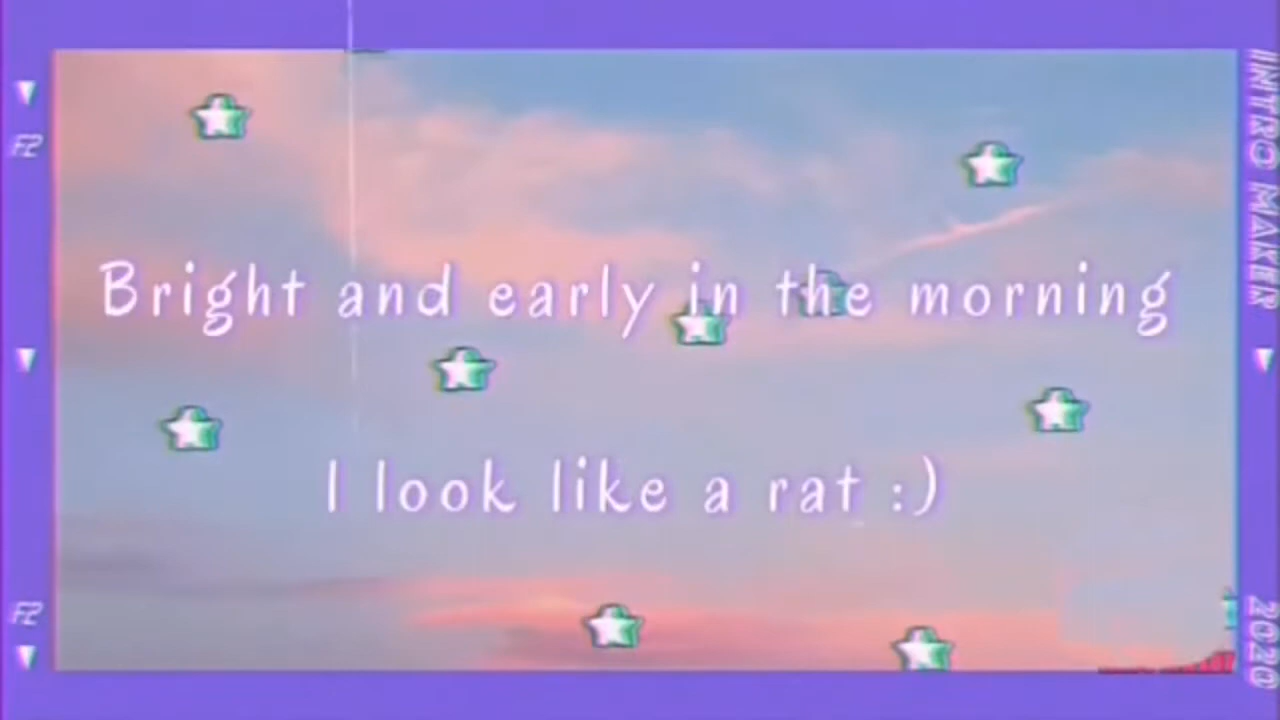 F2
INTRO MAKER
Bright and early in the morning
I look like a rat :)
F2
2020